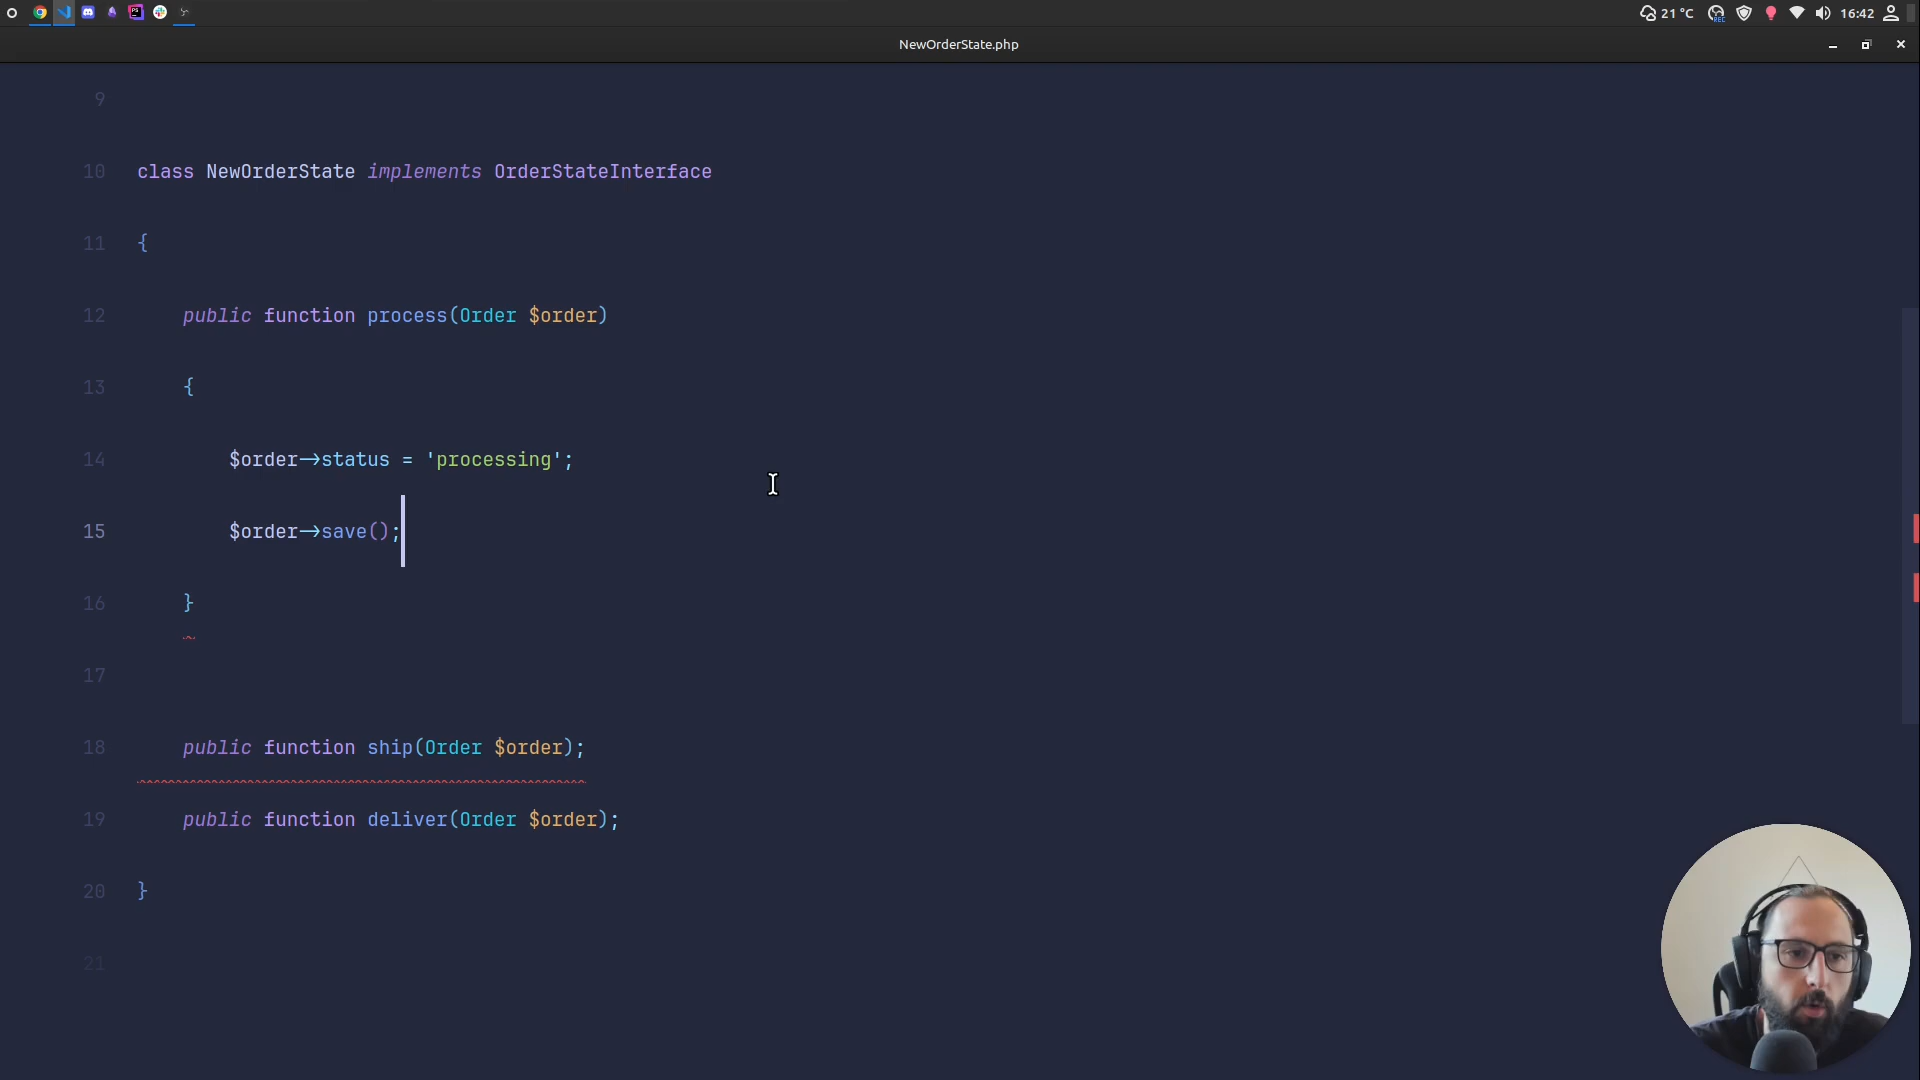 21 °C
REC
16:42
NewOrderState.php
9
10 class NewOrderState implements OrderStateInterface
11 {
12 public function process(Order $order)
13 {
14 $order->status = 'processing';
15 $order->save();
16 }
17
18 public function ship(Order $order);
19 public function deliver(Order $order);
20 }
21